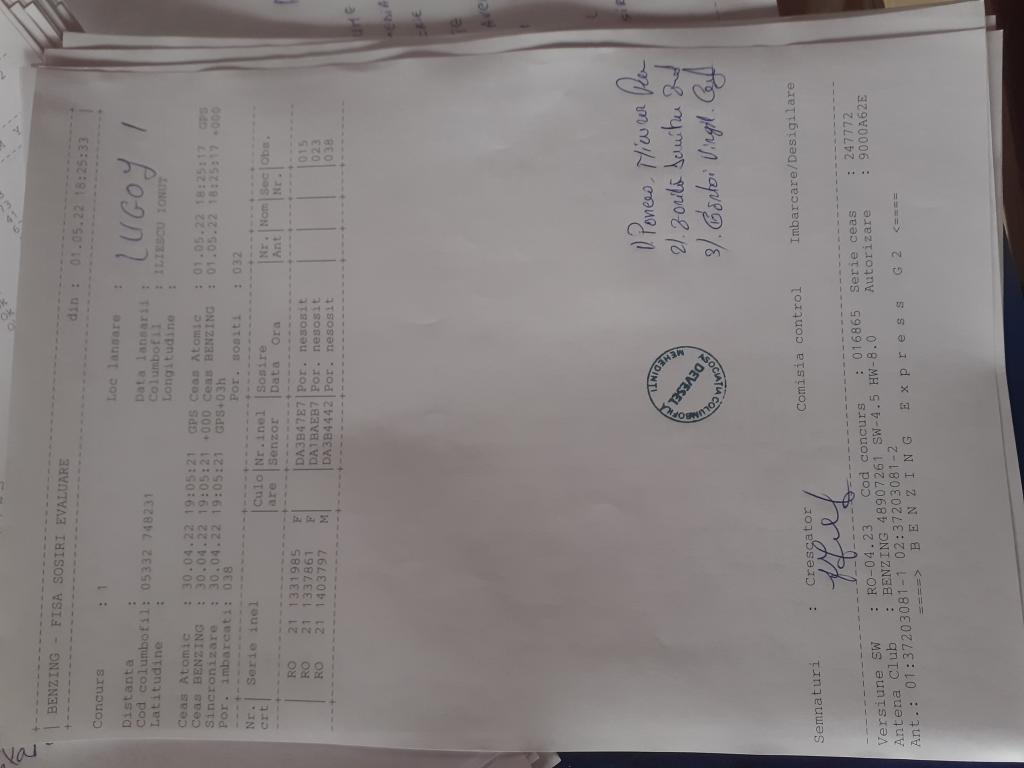 | BENZING - FISA SOSIRI EVALUARE
din : 01.05.22 18:25:33 |
Concurs : 1 Loc lansare : LUGOJ 1
Distanta : Data lansarii :
Cod columbofil: 05332 748231 Columbofil : ILIESCU IONUT
Latitudine : Longitudine :
Ceas Atomic : 30.04.22 19:05:21 GPS Ceas Atomic : 01.05.22 18:25:17 GPS
Ceas BENZING : 30.04.22 19:05:21 +000 Ceas BENZING : 01.05.22 18:25:17 +000
Sincronizare : 30.04.22 19:05:21 GPS+03h
Por. imbarcati: 038 Por. sositi : 032
Nr.| Serie inel |Culo|Nr.inel |Sosire |Nr. |Nom|Sec|Obs.
crt| |are |Senzor |Data Ora |Ant | |Nr.|
RO 21 1331985 F| |DA3B47E7|Por. nesosit | | | |015
RO 21 1337661 F| |DA1BAEB7|Por. nesosit | | | |023
RO 21 1403797 M| |DA3B4442|Por. nesosit | | | |038
1)
2)
3) Virgil
ASOCIATIA COLUMBOFILA
DEVESEL
MEHEDINTI
Semnaturi : Crescator Comisia control Imbarcare/Desigilare
Versiune SW : RO-04.23 Cod concurs : 016865 Serie ceas : 247772
Antena Club : BENZING 48907261 SW-4.5 HW-8.0 Autorizare : 9000A62E
Ant.: 01:37203081-1 02:37203081-2
====> B E N Z I N G E x p r e s s G 2 <====